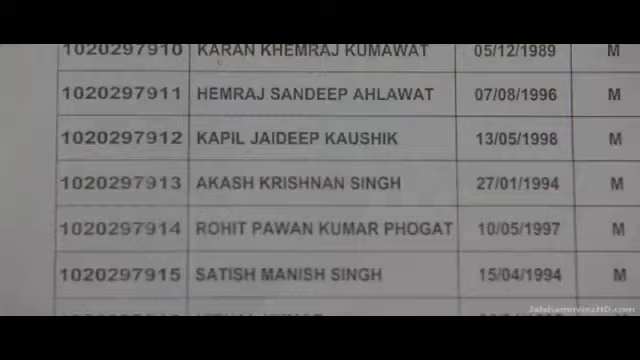 1020297910 KARAN KHEMRAJ KUMAWAT 05/12/1989 M
1020297911 HEMRAJ SANDEEP AHLAWAT 07/08/1996 M
1020297912 KAPIL JAIDEEP KAUSHIK 13/05/1998 M
1020297913 AKASH KRISHNAN SINGH 27/01/1994 M
1020297914 ROHIT PAWAN KUMAR PHOGAT 10/05/1997 M
1020297915 SATISH MANISH SINGH 15/04/1994 M
JalshamoviezHD.com